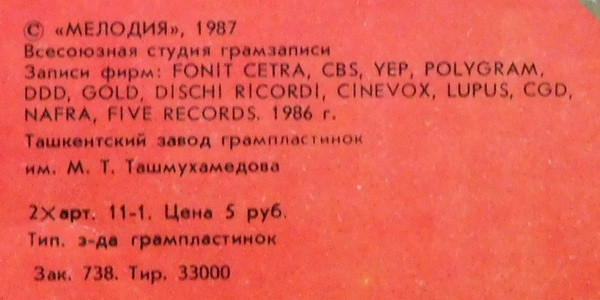 © «МЕЛОДИЯ», 1987
Всесоюзная студия грамзаписи
Записи фирм: FONIT CETRA, CBS, YEP, POLYGRAM,
DDD, GOLD, DISCHI RICORDI, CINEVOX, LUPUS, CGD,
NAFRA, FIVE RECORDS. 1986 г.
Ташкентский завод грампластинок
им. М. Т. Ташмухамедова
2×арт. 11-1. Цена 5 руб.
Тип. з-да грампластинок
Зак. 738. Тир. 33000